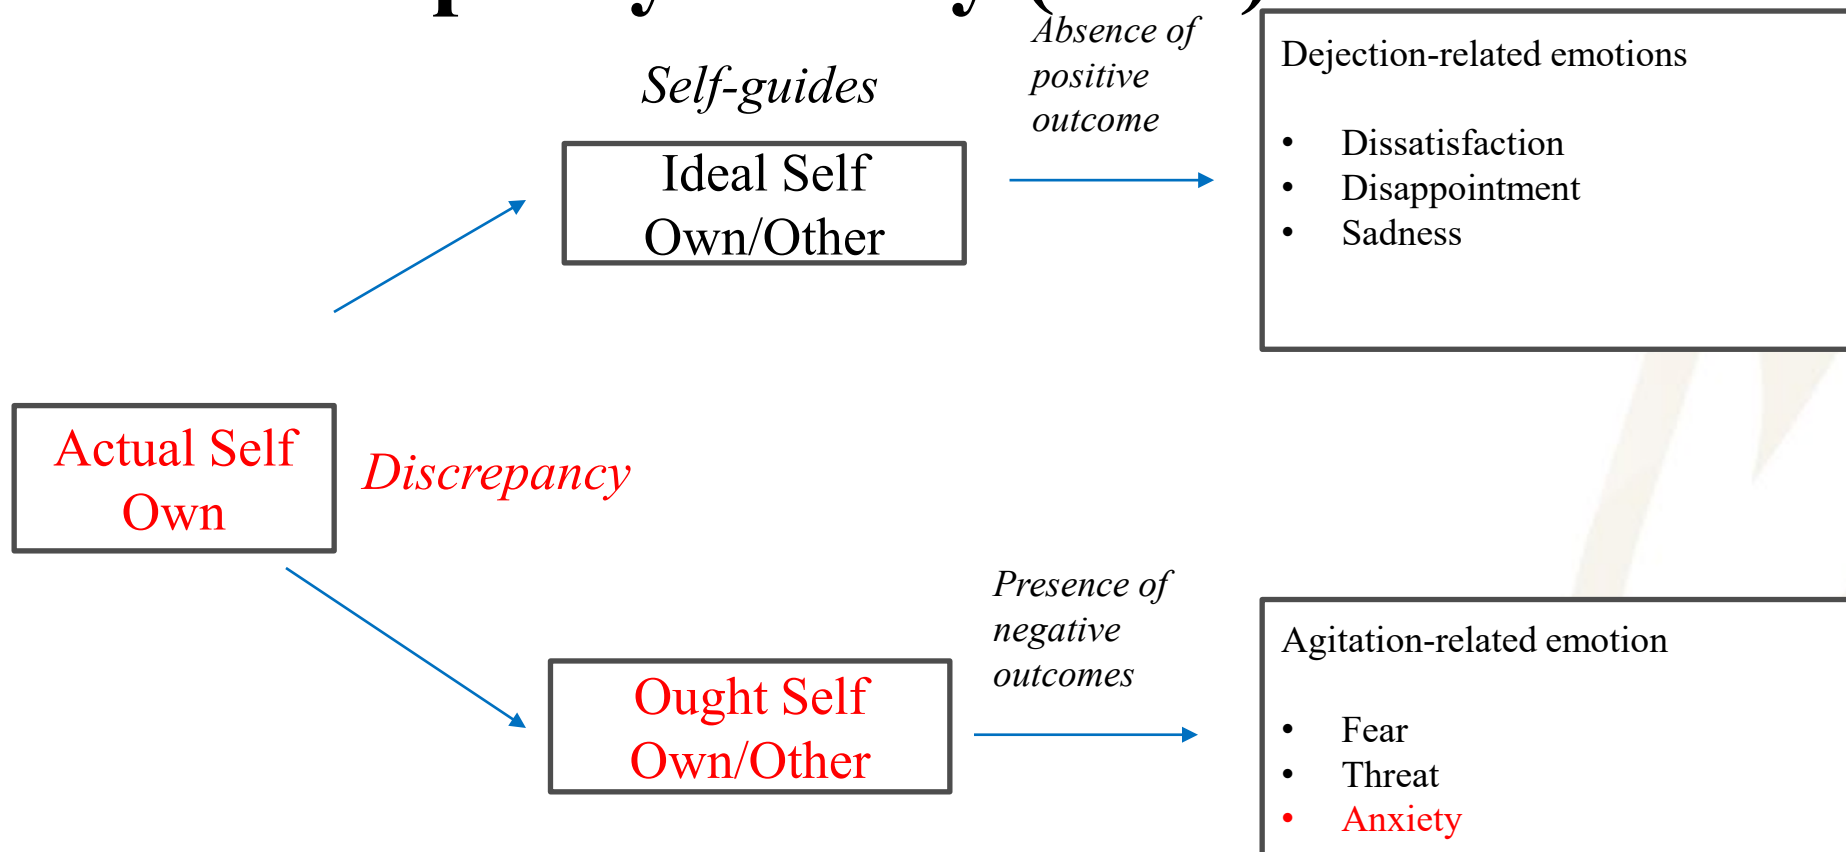 Self-guides
Absence of
positive
outcome
Ideal Self
Own/Other
Dejection-related emotions
• Dissatisfaction
• Disappointment
• Sadness
Actual Self
Own
Discrepancy
Presence of
negative
outcomes
Ought Self
Own/Other
Agitation-related emotion
• Fear
• Threat
• Anxiety